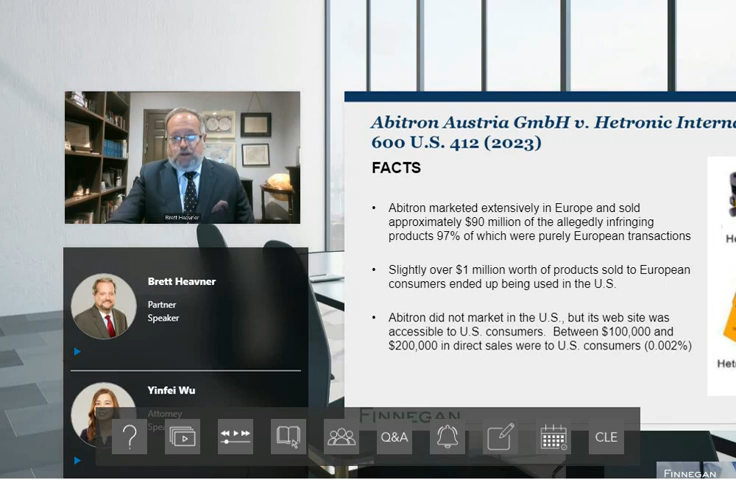 Brett Heavner
Brett Heavner
Partner
Speaker
Yinfei Wu
Attorney
Abitron Austria GmbH v. Hetronic Interna
600 U.S. 412 (2023)
FACTS
• Abitron marketed extensively in Europe and sold
approximately $90 million of the allegedly infringing
products 97% of which were purely European transactions
• Slightly over $1 million worth of products sold to European
consumers ended up being used in the U.S.
• Abitron did not market in the U.S., but its web site was
accessible to U.S. consumers. Between $100,000 and
$200,000 in direct sales were to U.S. consumers (0.002%)
FINNEGAN
?
Q&A
CLE
FINNEGAN